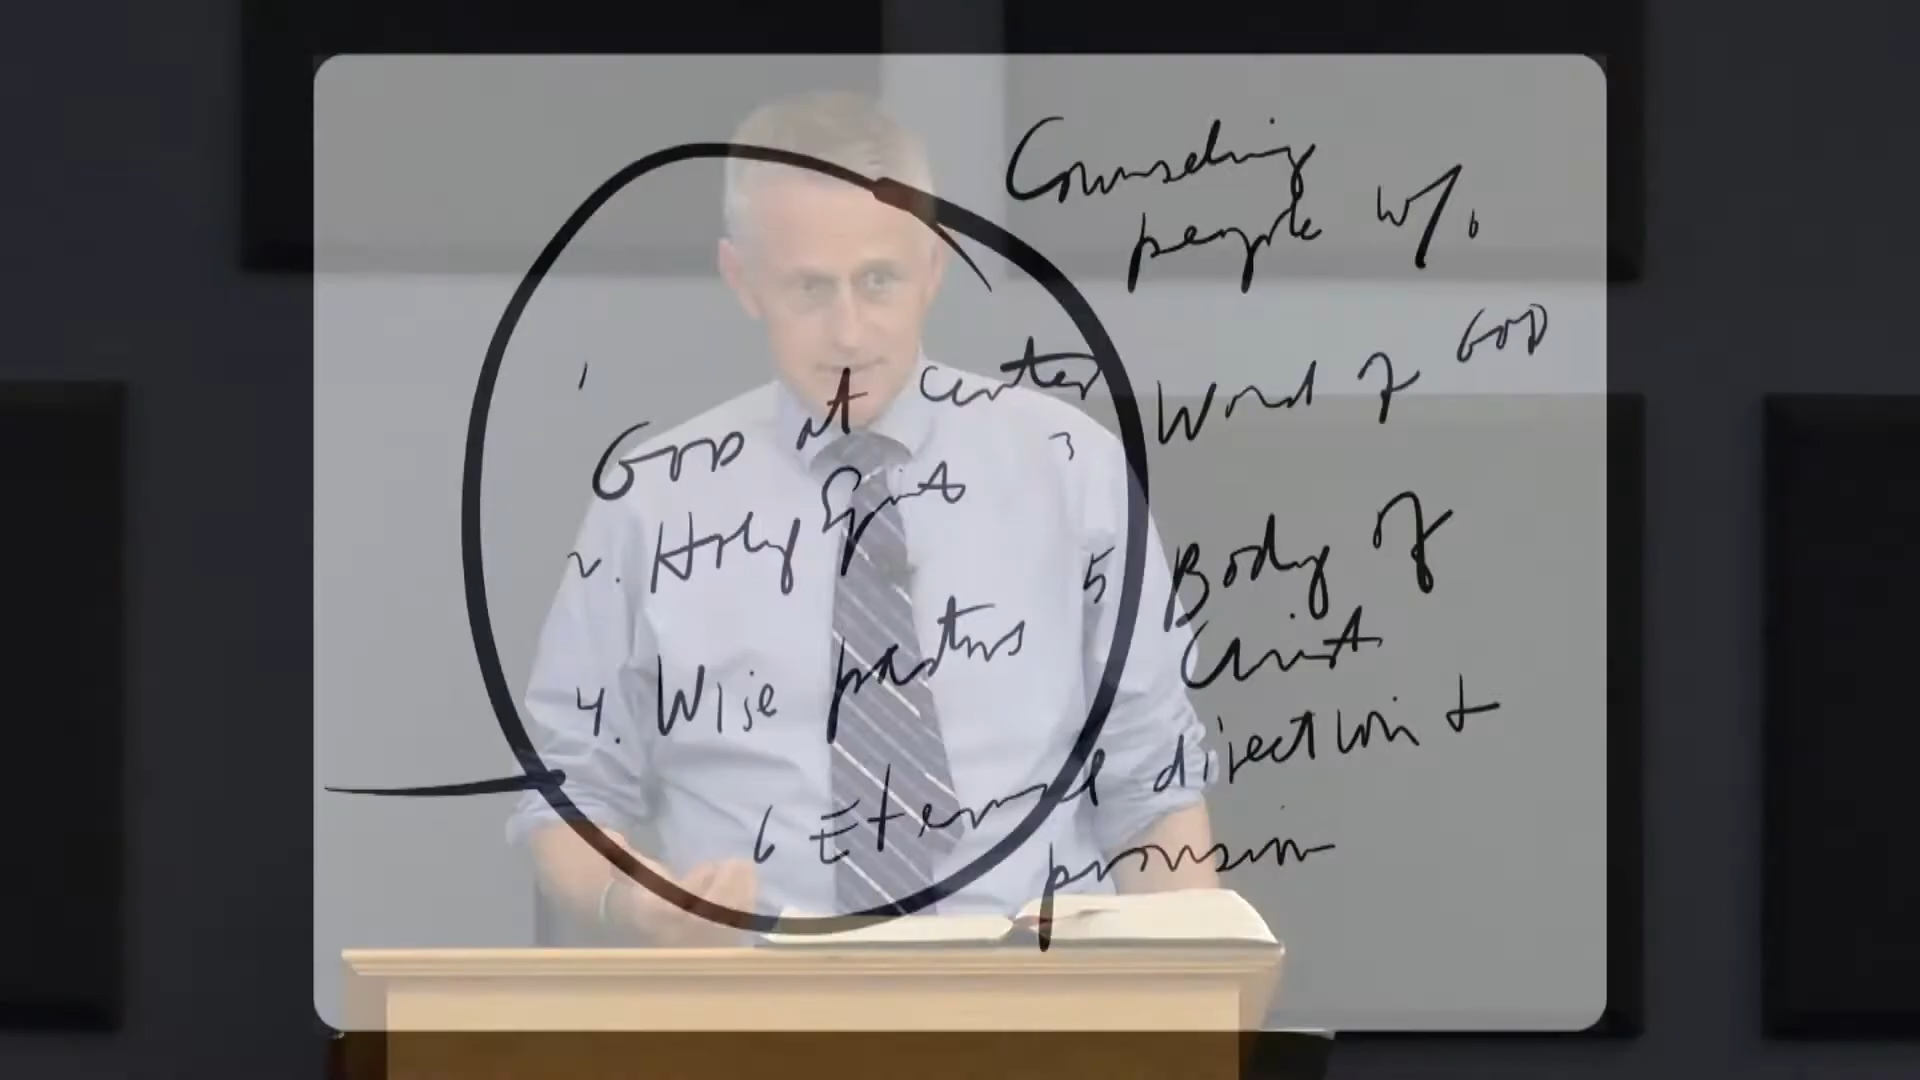 Counseling
people w/
1 GOD at center
2. Holy Spirit
3 Word of GOD
4. Wise pastors
5 Body of
Christ
6 Eternal direction &
provision